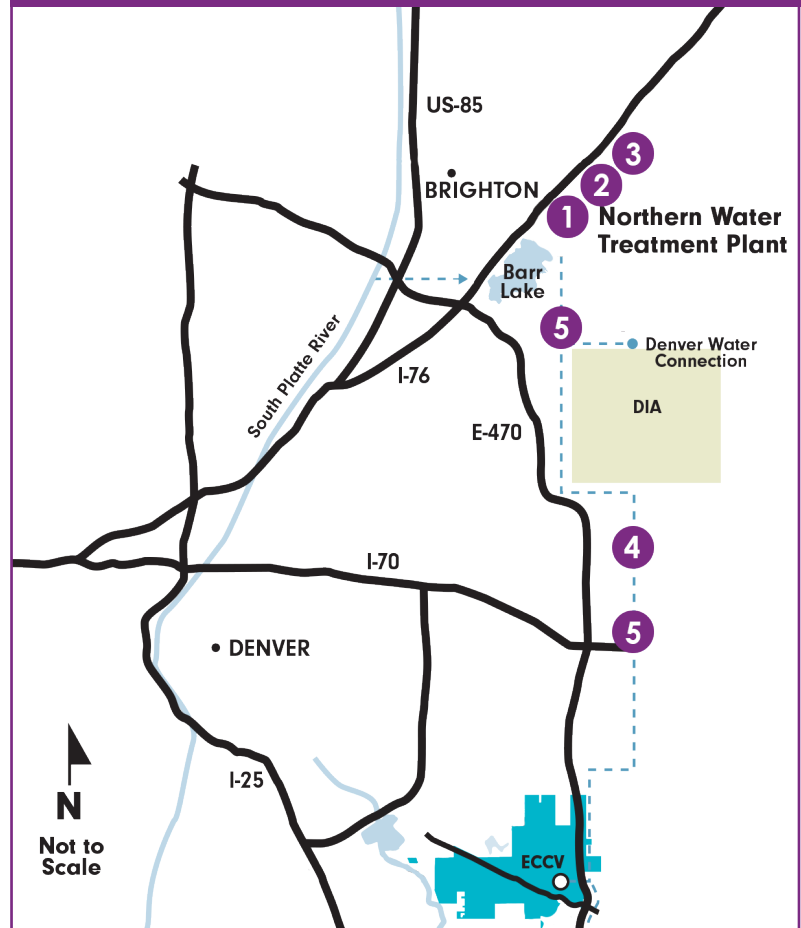 US-85
BRIGHTON
3
2
1
Northern Water
Treatment Plant
Barr
Lake
5
Denver Water
Connection
South Platte River
I-76
DIA
E-470
4
I-70
5
DENVER
I-25
N
Not to
Scale
ECCV